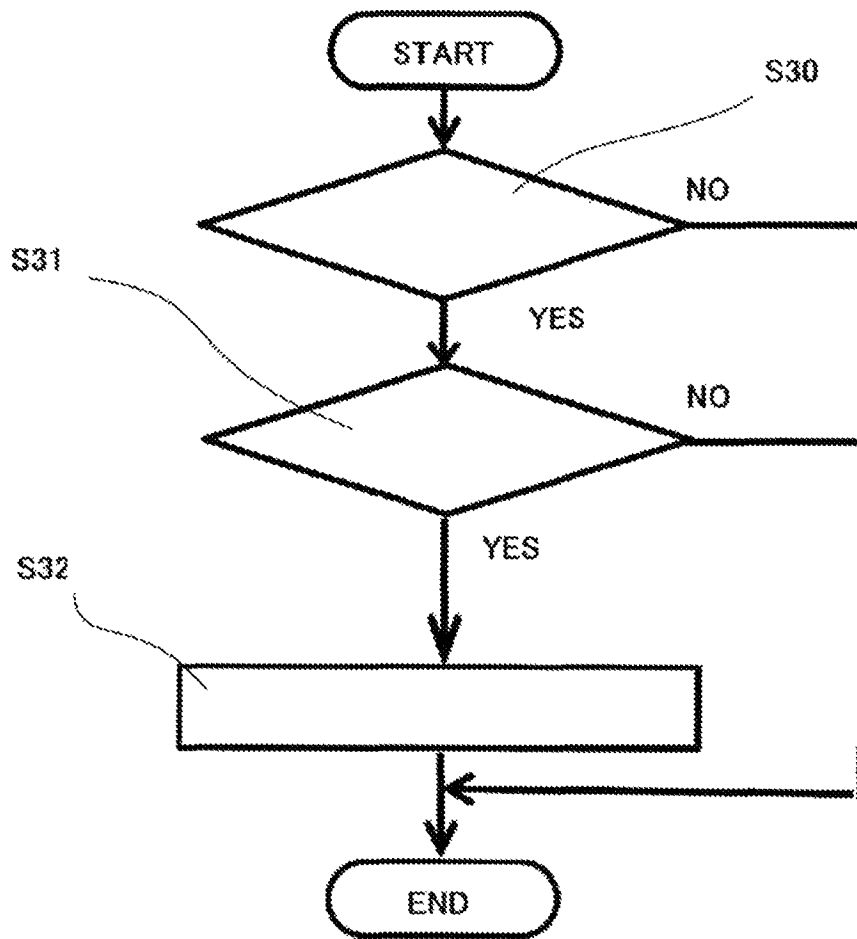 START
S30
NO
S31
YES
NO
YES
S32
END